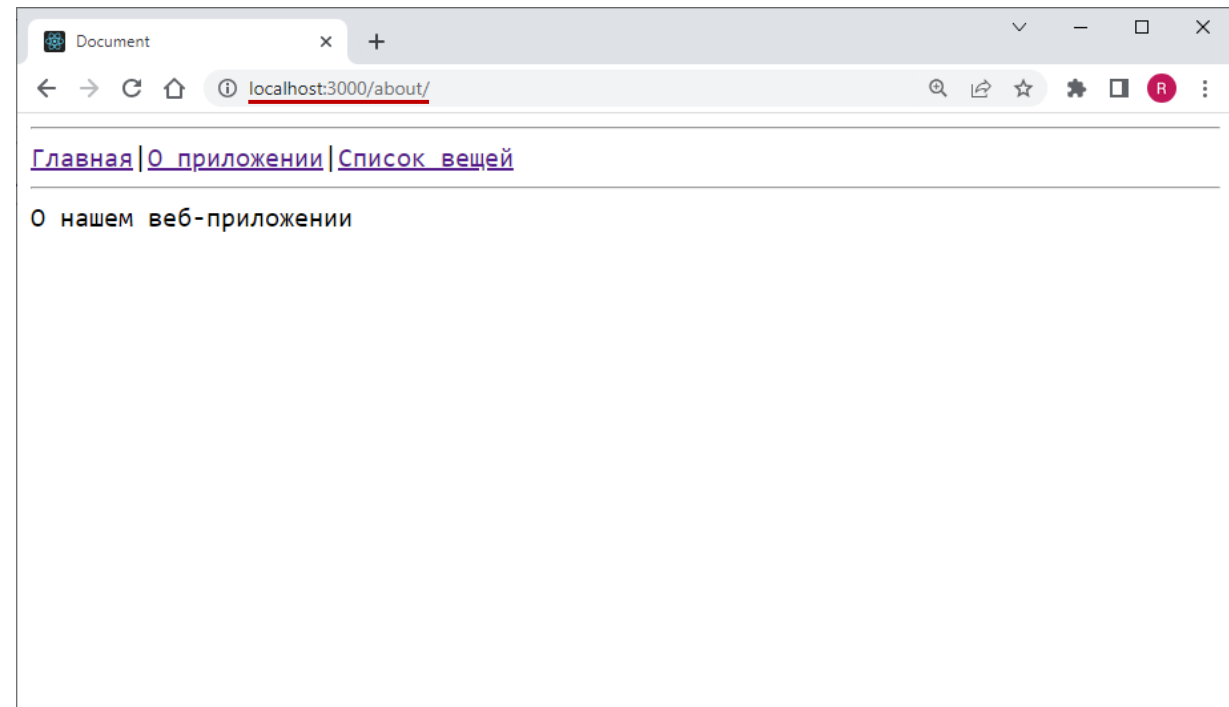 Document
localhost:3000/about/
R
Главная|О приложении|Список вещей
О нашем веб-приложении